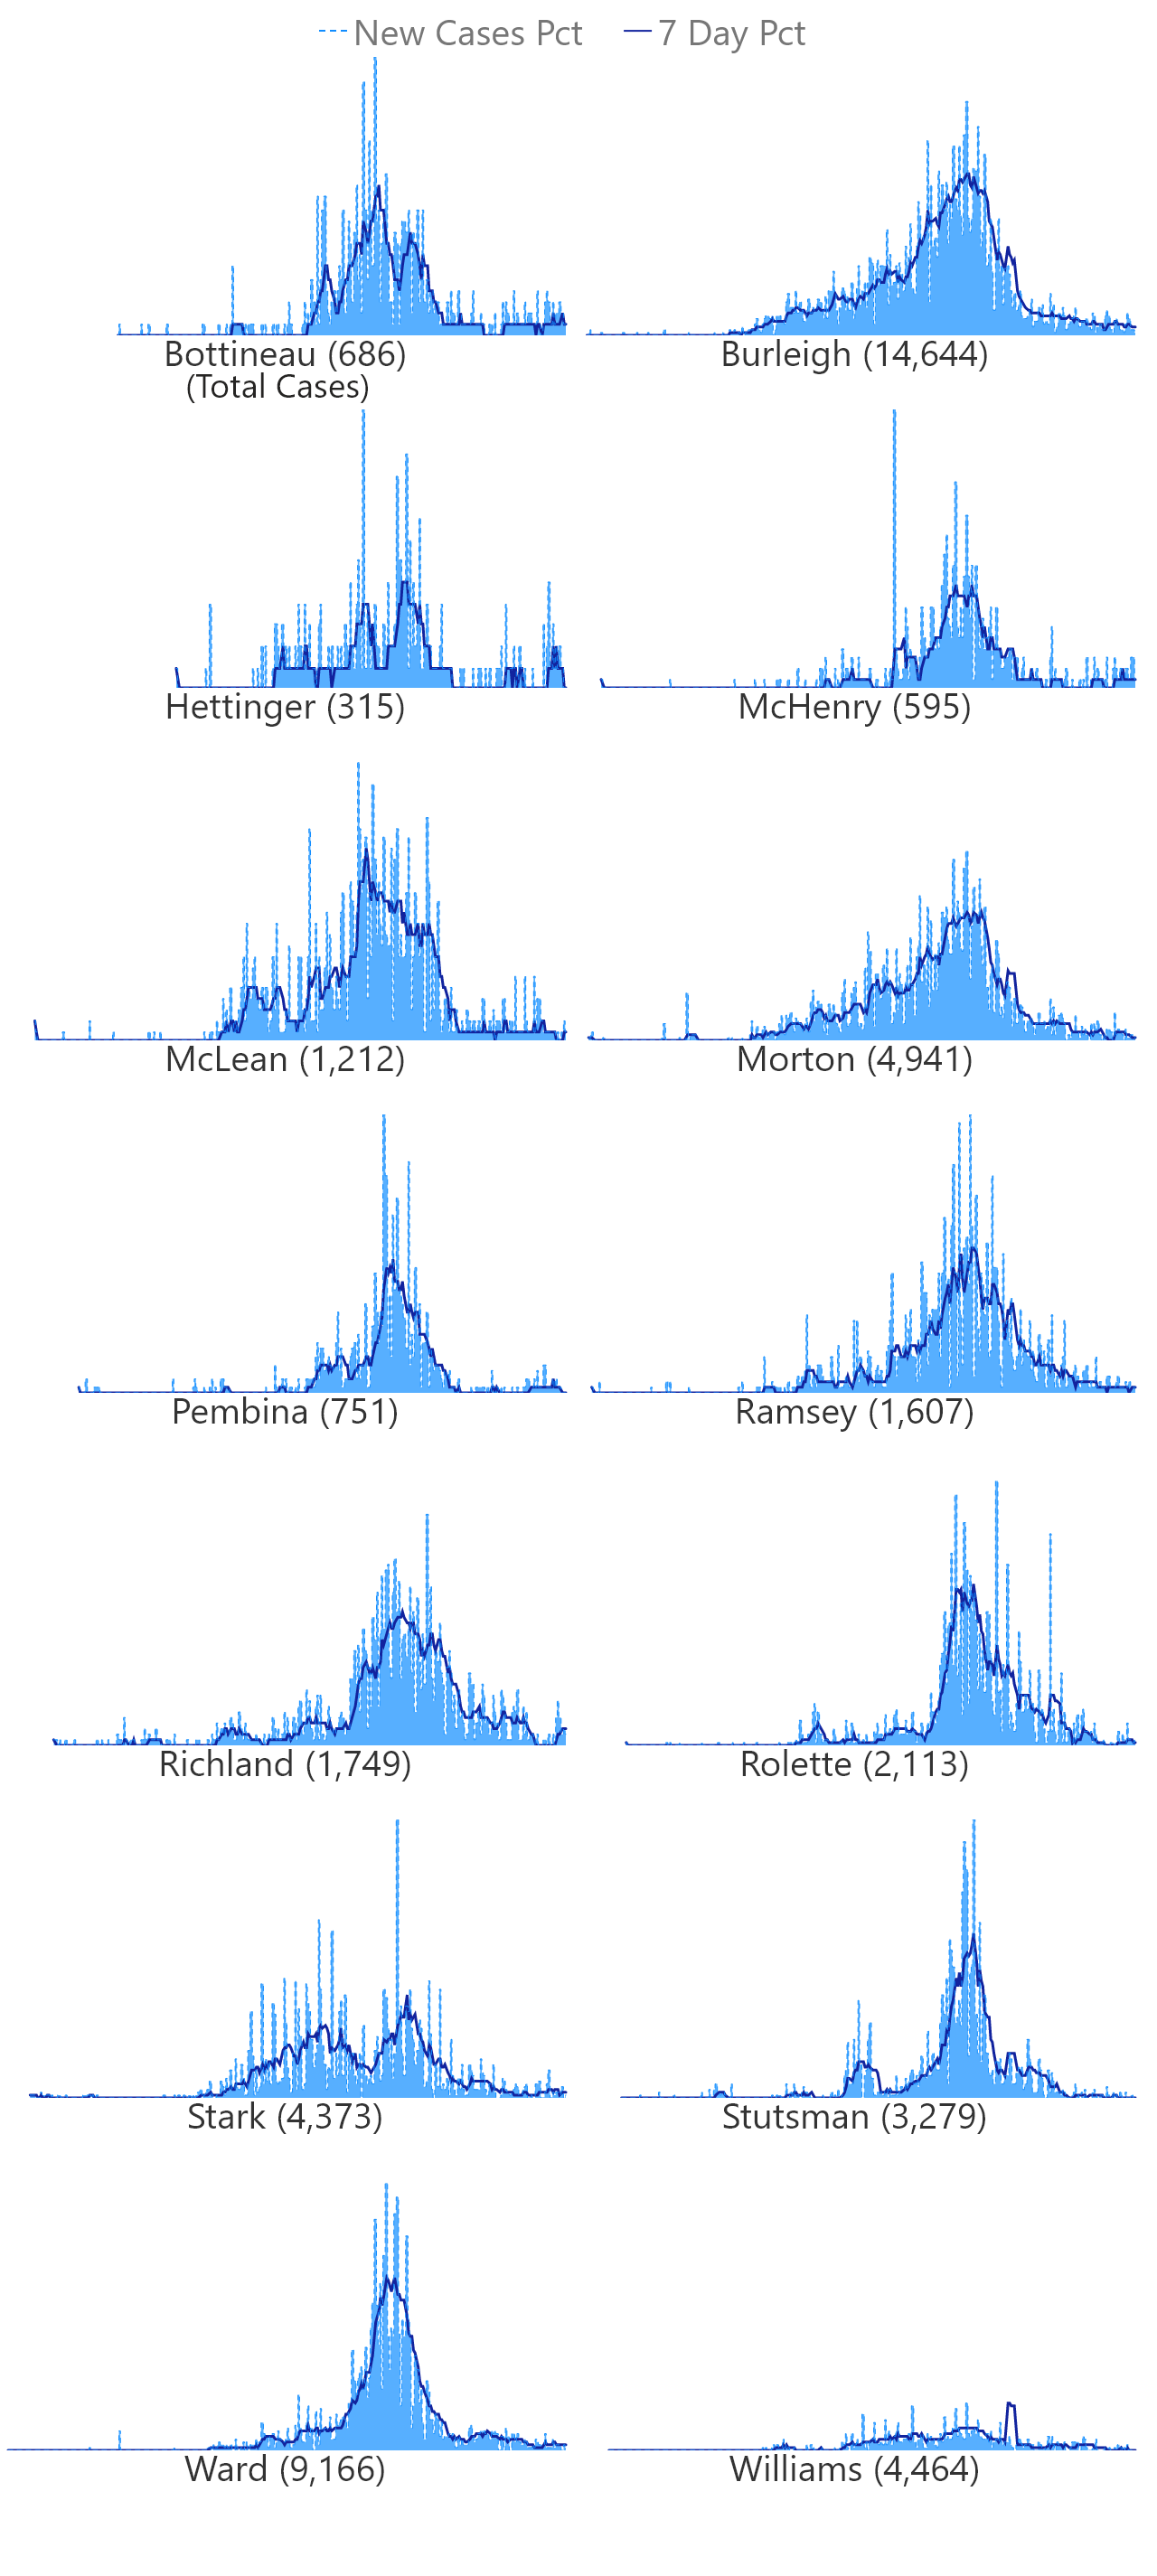 New Cases Pct 7 Day Pct
Bottineau (686) Burleigh (14,644)
(Total Cases)
Hettinger (315) McHenry (595)
McLean (1,212) Morton (4,941)
Pembina (751) Ramsey (1,607)
Richland (1,749) Rolette (2,113)
Stark (4,373) Stutsman (3,279)
Ward (9,166) Williams (4,464)